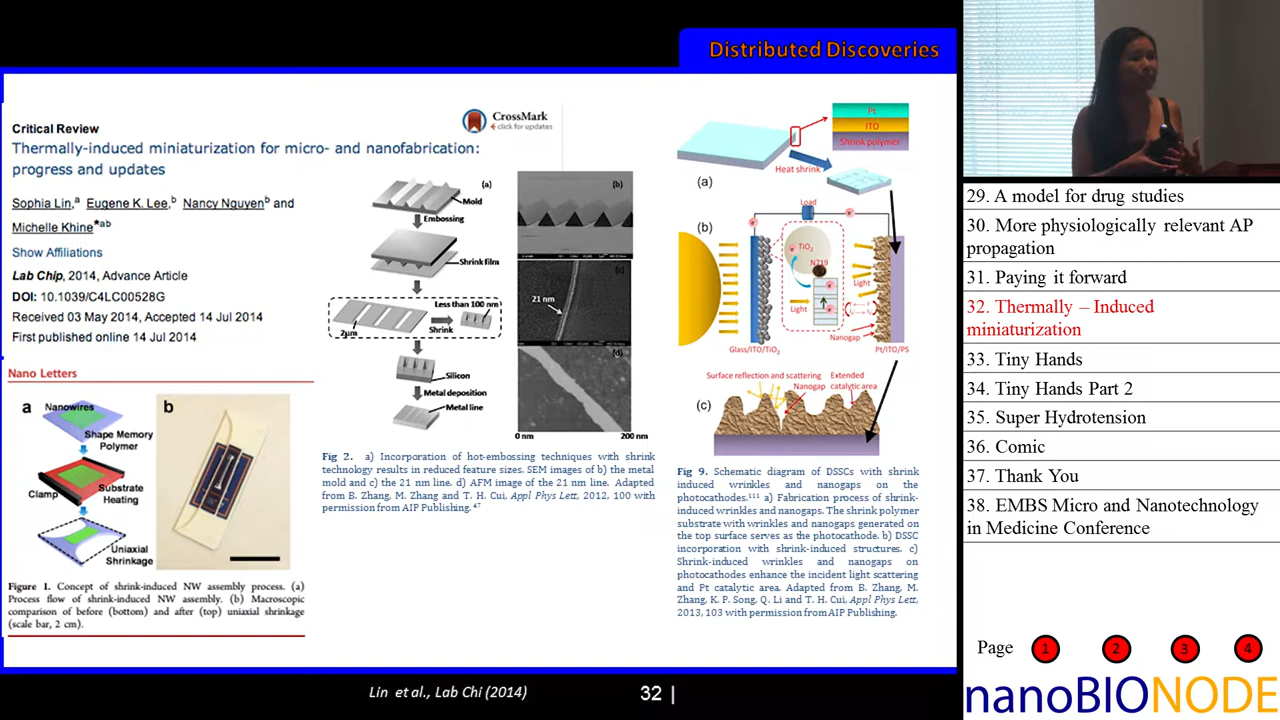 Distributed Discoveries
Critical Review
Thermally-induced miniaturization for micro- and nanofabrication:
progress and updates
Sophia Lin,a Eugene K. Lee,b Nancy Nguyenb and
Michelle Khine*ab
Show Affiliations
Lab Chip, 2014, Advance Article
DOI: 10.1039/C4LC00528G
Received 03 May 2014, Accepted 14 Jul 2014
First published online 14 Jul 2014
CrossMark
click for updates
Nano Letters
a
Nanowires
Shape Memory
Polymer
Clamp
Substrate
Heating
Uniaxial
Shrinkage
b
Figure 1. Concept of shrink-induced NW assembly process. (a)
Process flow of shrink-induced NW assembly. (b) Macroscopic
comparison of before (bottom) and after (top) uniaxial shrinkage
(scale bar, 2 cm).
(a)
Mold
Embossing
Shrink film
Less than 100 nm
2μm
Shrink
Silicon
Metal deposition
Metal line
(b)
(c)
21 nm
(d)
0 nm
200 nm
Fig 2. a) Incorporation of hot-embossing techniques with shrink
technology results in reduced feature sizes. SEM images of b) the metal
mold and c) the 21 nm line. d) AFM image of the 21 nm line. Adapted
from B. Zhang, M. Zhang and T. H. Cui, Appl Phys Lett, 2012, 100 with
permission from AIP Publishing. 47
Pt
ITO
Shrink polymer
Heat shrink
(a)
(b)
Load
e
e
TiO2
N719
Light
Light
Nanogap
Glass/ITO/TiO2
Pt/ITO/PS
Surface reflection and scattering
Nanogap
Extended
catalytic area
(c)
Fig 9. Schematic diagram of DSSCs with shrink
induced wrinkles and nanogaps on the
photocathodes.111 a) Fabrication process of shrink-
induced wrinkles and nanogaps. The shrink polymer
substrate with wrinkles and nanogaps generated on
the top surface serves as the photocathode. b) DSSC
incorporation with shrink-induced structures. c)
Shrink-induced wrinkles and nanogaps on
photocathodes enhance the incident light scattering
and Pt catalytic area. Adapted from B. Zhang, M.
Zhang, K. P. Song, Q. Li and T. H. Cui, Appl Phys Lett,
2013, 103 with permission from AIP Publishing.
Lin et al., Lab Chi (2014)
32 |
29. A model for drug studies
30. More physiologically relevant AP
propagation
31. Paying it forward
32. Thermally – Induced
miniaturization
33. Tiny Hands
34. Tiny Hands Part 2
35. Super Hydrotension
36. Comic
37. Thank You
38. EMBS Micro and Nanotechnology
in Medicine Conference
Page 1 2 3 4
nanoBIONODE